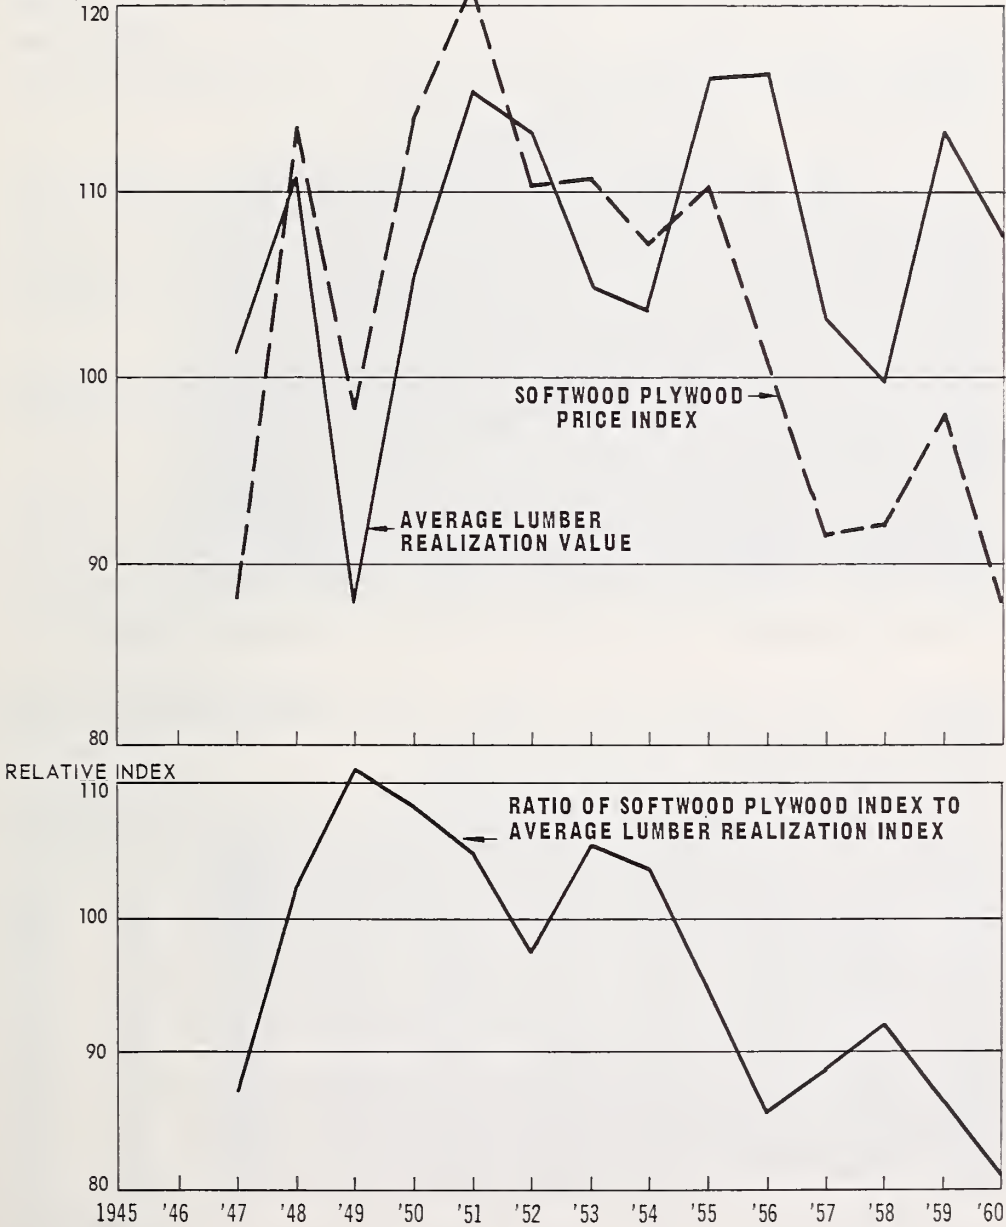 120
110
100
SOFTWOOD PLYWOOD
PRICE INDEX
AVERAGE LUMBER
REALIZATION VALUE
90
80
RELATIVE INDEX
110
RATIO OF SOFTWOOD PLYWOOD INDEX TO
AVERAGE LUMBER REALIZATION INDEX
100
90
80
1945 '46 '47 '48 '49 '50 '51 '52 '53 '54 '55 '56 '57 '58 '59 '60